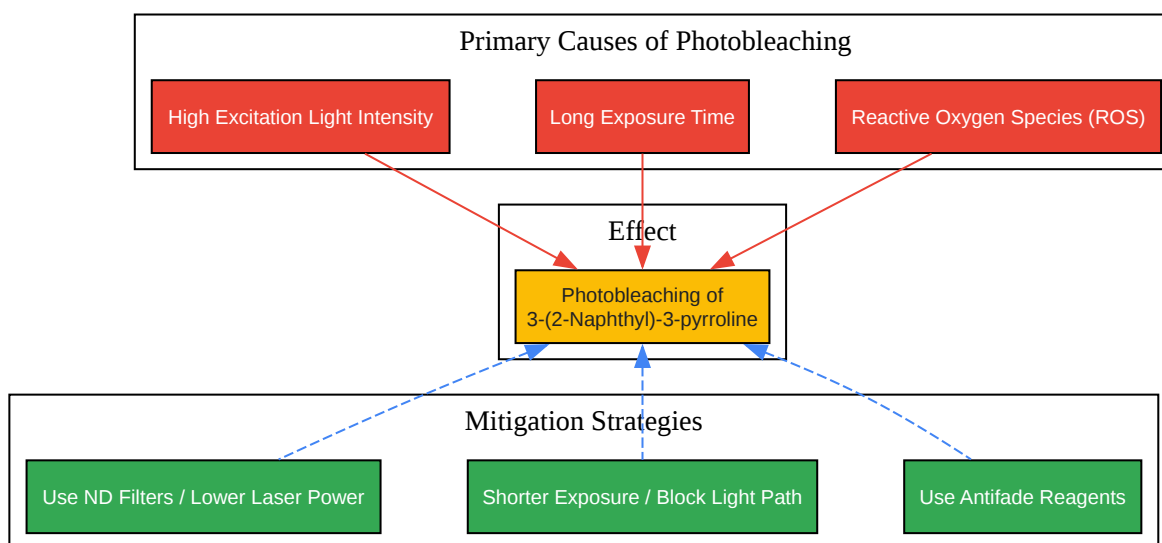 Primary Causes of Photobleaching
High Excitation Light Intensity
Long Exposure Time
Reactive Oxygen Species (ROS)
Effect
Photobleaching of
3-(2-Naphthyl)-3-pyrroline
Mitigation Strategies
Use ND Filters / Lower Laser Power
Shorter Exposure / Block Light Path
Use Antifade Reagents